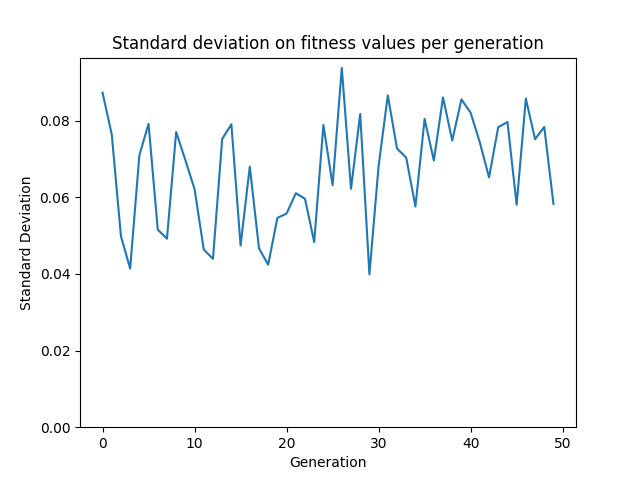 Standard deviation on fitness values per generation
0.08
0.06
0.04
0.02
0.00
Standard Deviation
0 10 20 30 40 50
Generation